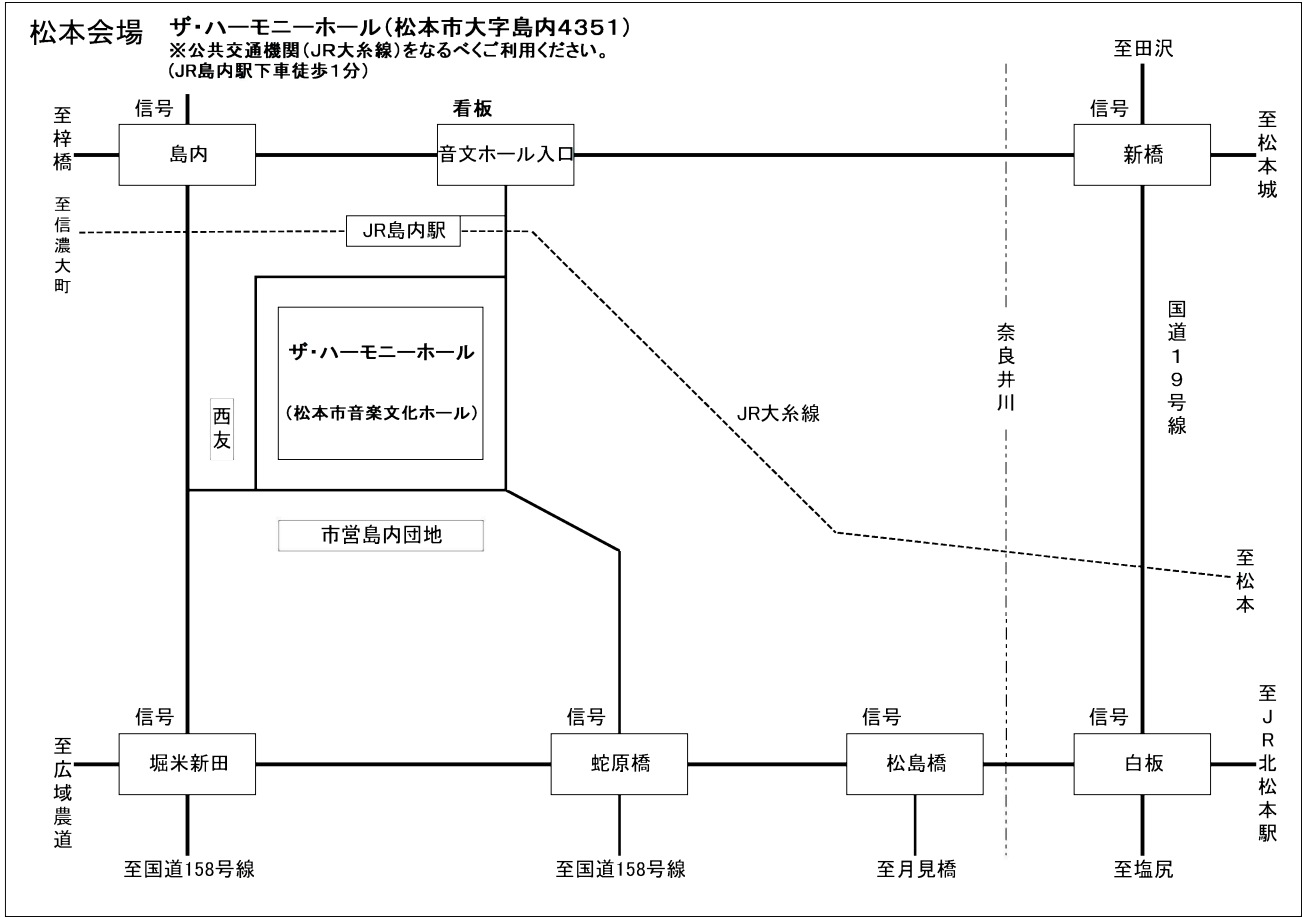 松本会場
ザ・ハーモニーホール(松本市大字島内4351)
※公共交通機関(JR大糸線)をなるべくご利用ください。
(JR島内駅下車徒歩1分)
至田沢
至梓橋
信号
島内
看板
音文ホール入口
信号
新橋
至松本城
至信濃大町
JR島内駅
ザ・ハーモニーホール
(松本市音楽文化ホール)
西友
JR大糸線
奈良井川
国道19号線
市営島内団地
至松本
至広域農道
信号
堀米新田
信号
蛇原橋
信号
松島橋
信号
白板
至JR北松本駅
至国道158号線
至国道158号線
至月見橋
至塩尻